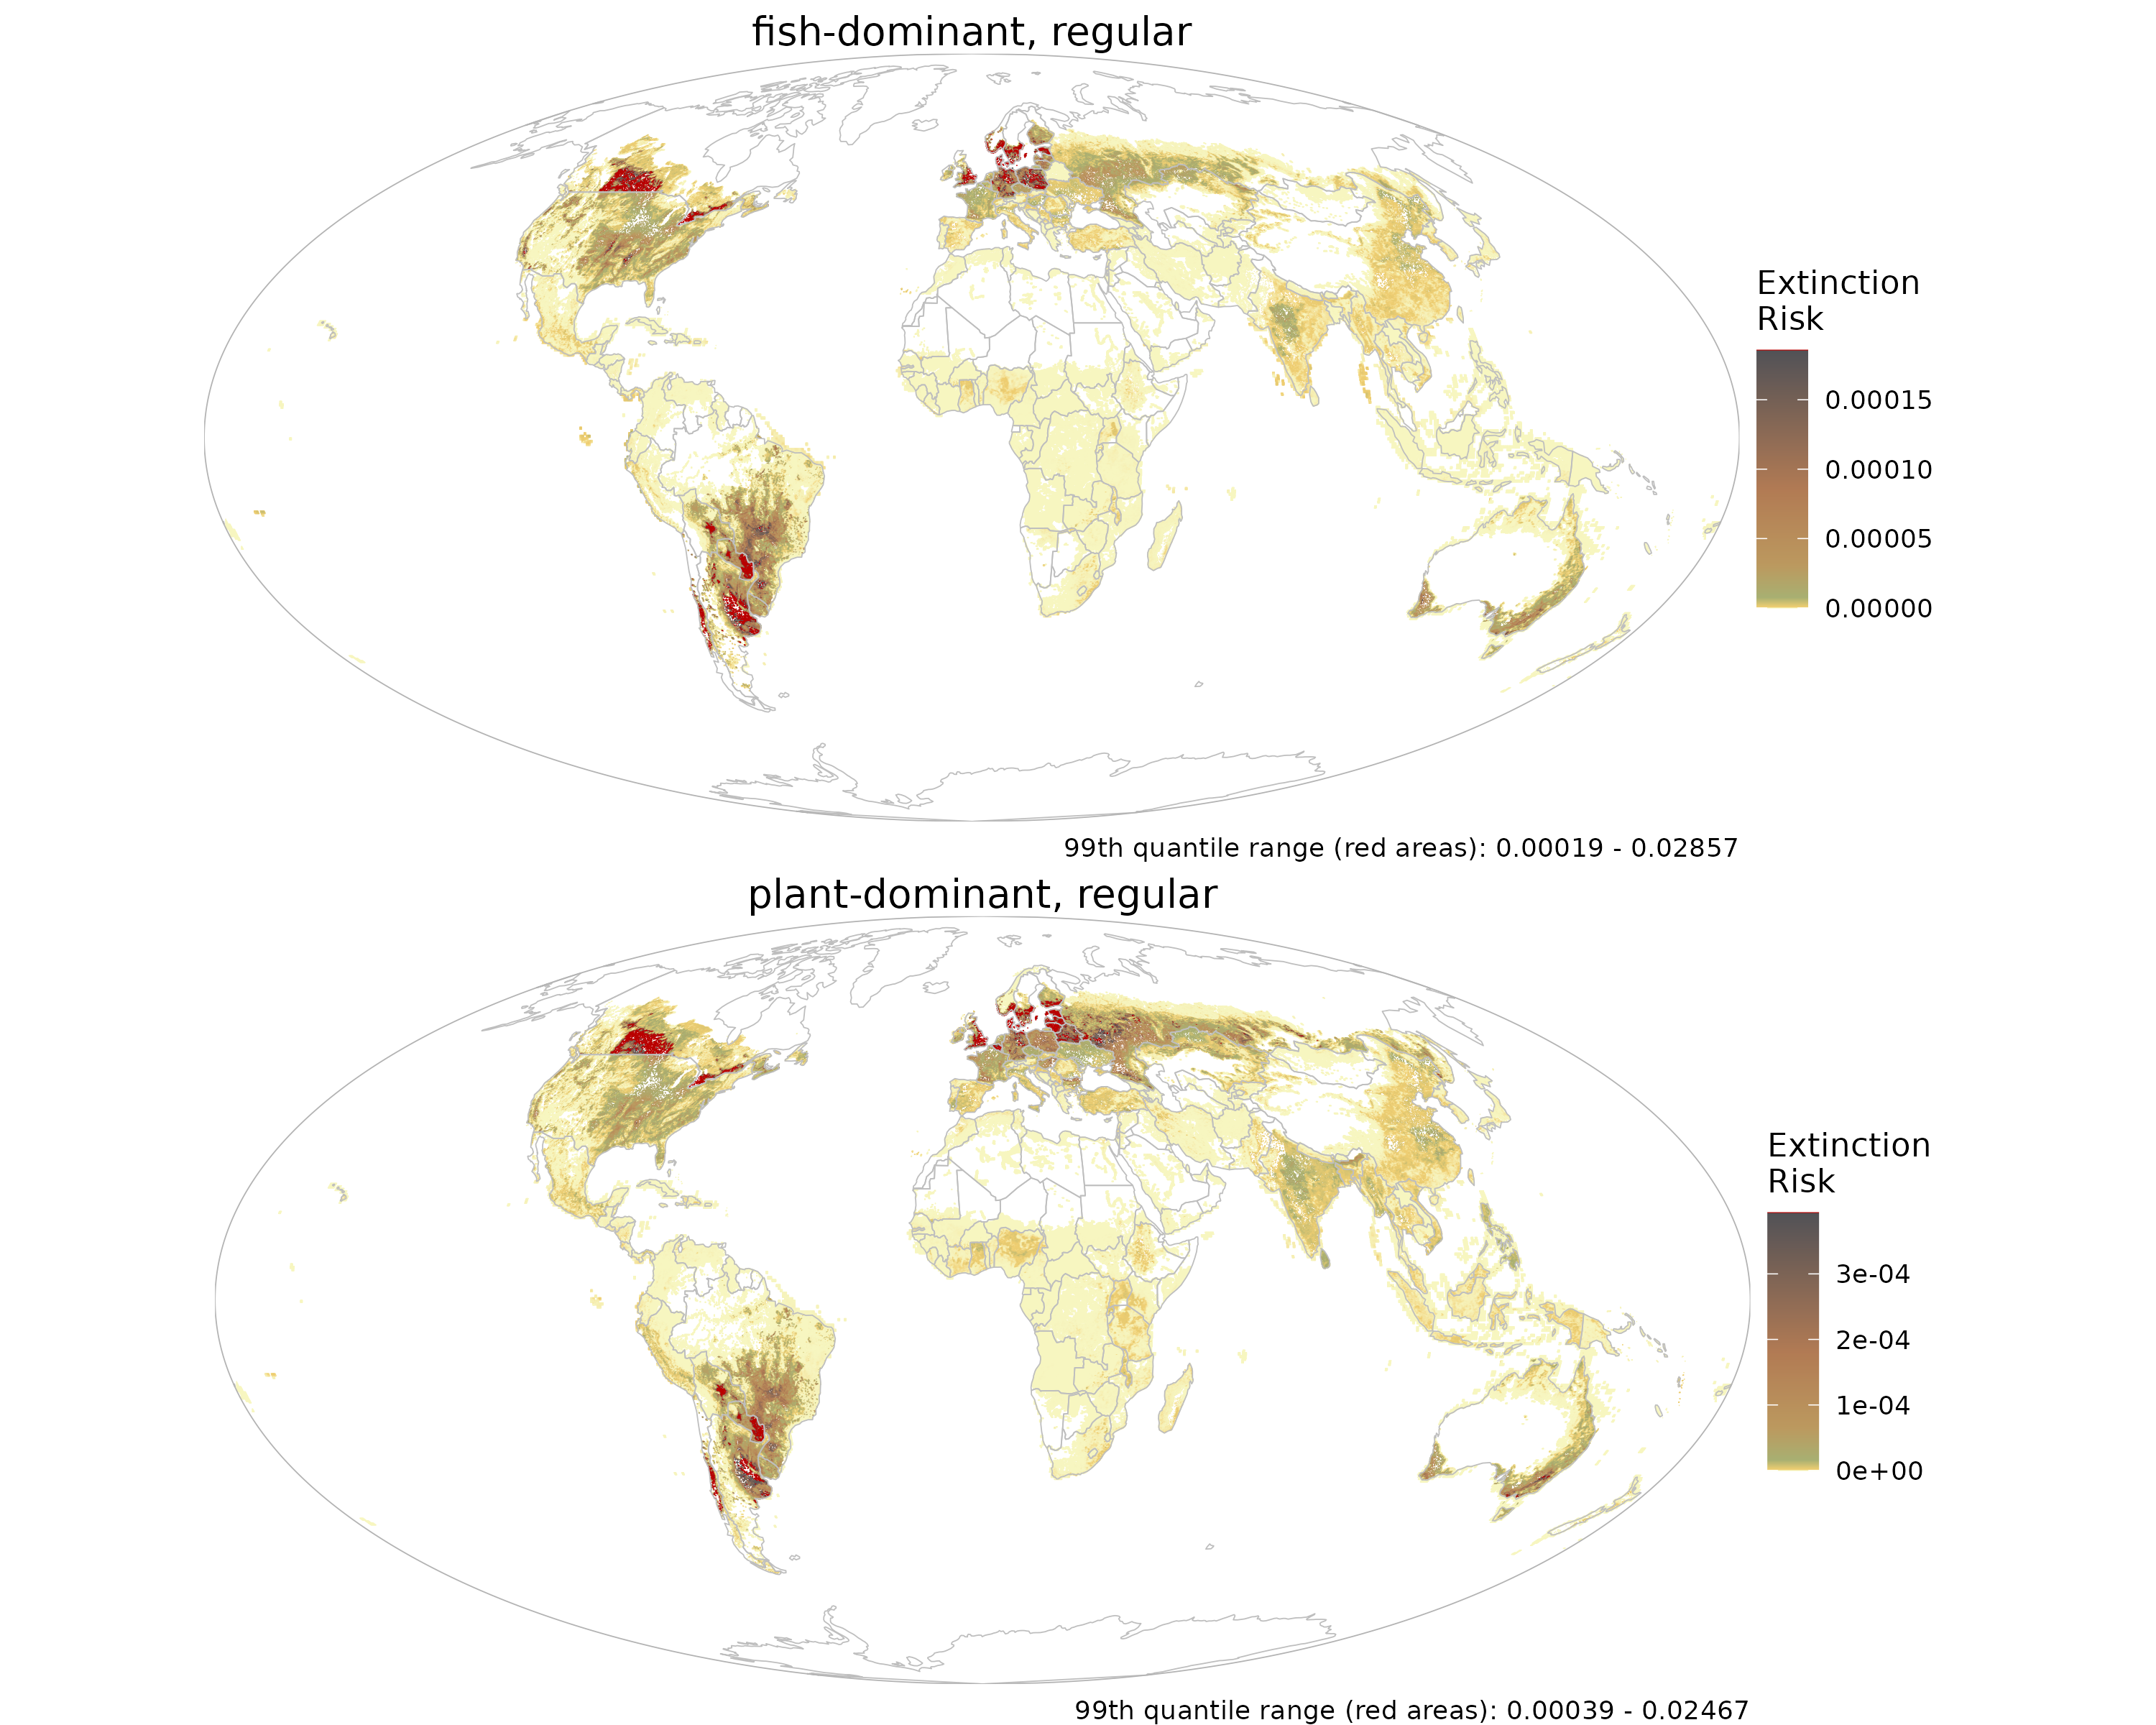 fish-dominant, regular
Extinction
Risk
0.00015
0.00010
0.00005
0.00000
99th quantile range (red areas): 0.00019 - 0.02857
plant-dominant, regular
Extinction
Risk
3e-04
2e-04
1e-04
0e+00
99th quantile range (red areas): 0.00039 - 0.02467